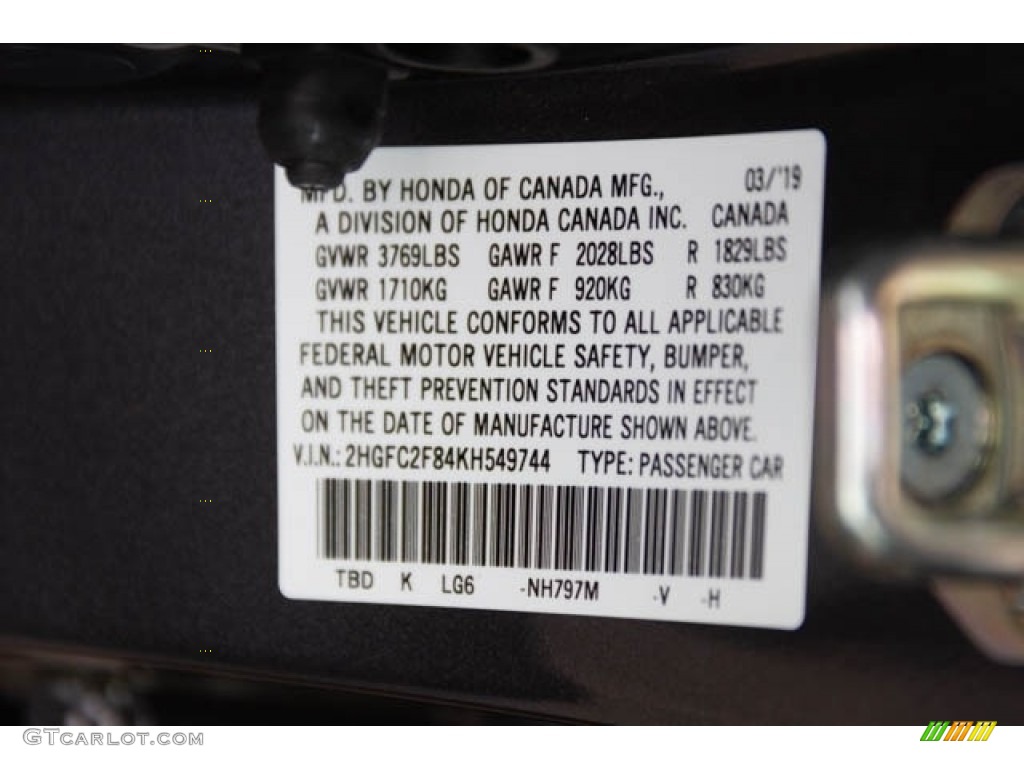 MFD. BY HONDA OF CANADA MFG., 03/'19
A DIVISION OF HONDA CANADA INC. CANADA
GVWR 3769LBS GAWR F 2028LBS R 1829LBS
GVWR 1710KG GAWR F 920KG R 830KG
THIS VEHICLE CONFORMS TO ALL APPLICABLE
FEDERAL MOTOR VEHICLE SAFETY, BUMPER,
AND THEFT PREVENTION STANDARDS IN EFFECT
ON THE DATE OF MANUFACTURE SHOWN ABOVE.
V.I.N.: 2HGFC2F84KH549744 TYPE: PASSENGER CAR
TBD K LG6 -NH797M -V -H
GTCARLOT.COM